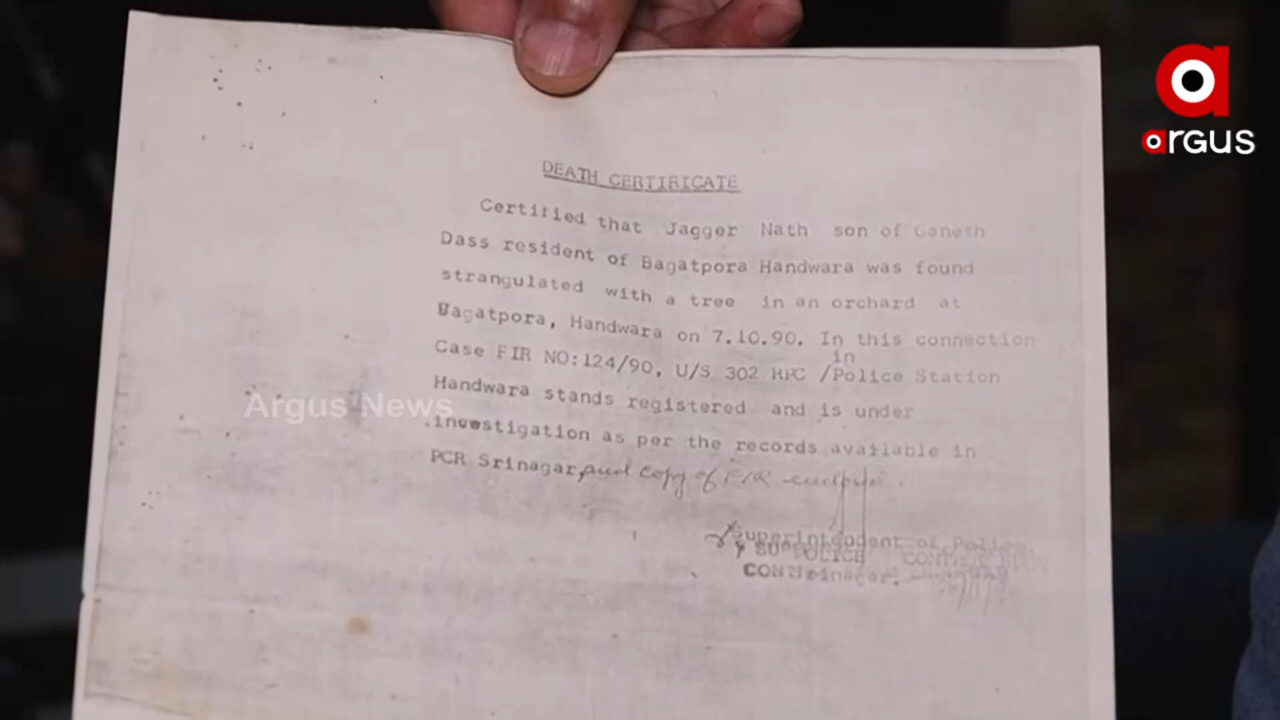 argus
DEATH CERTIRICATE
Certified that Jagger Nath son of Ganesh
Dass resident of Bagatpora Handwara was found
strangulated with a tree in an orchard at
Bagatpora, Handwara on 7.10.90. In this connection
in
Case FIR NO:124/90, U/S 302 RPC /Police Station
Handwara stands registered and is under
investigation as per the records available in
PCR Srinagar and copy of FIR
Superintendent of Police,
POLICE
Srinagar.
Argus News